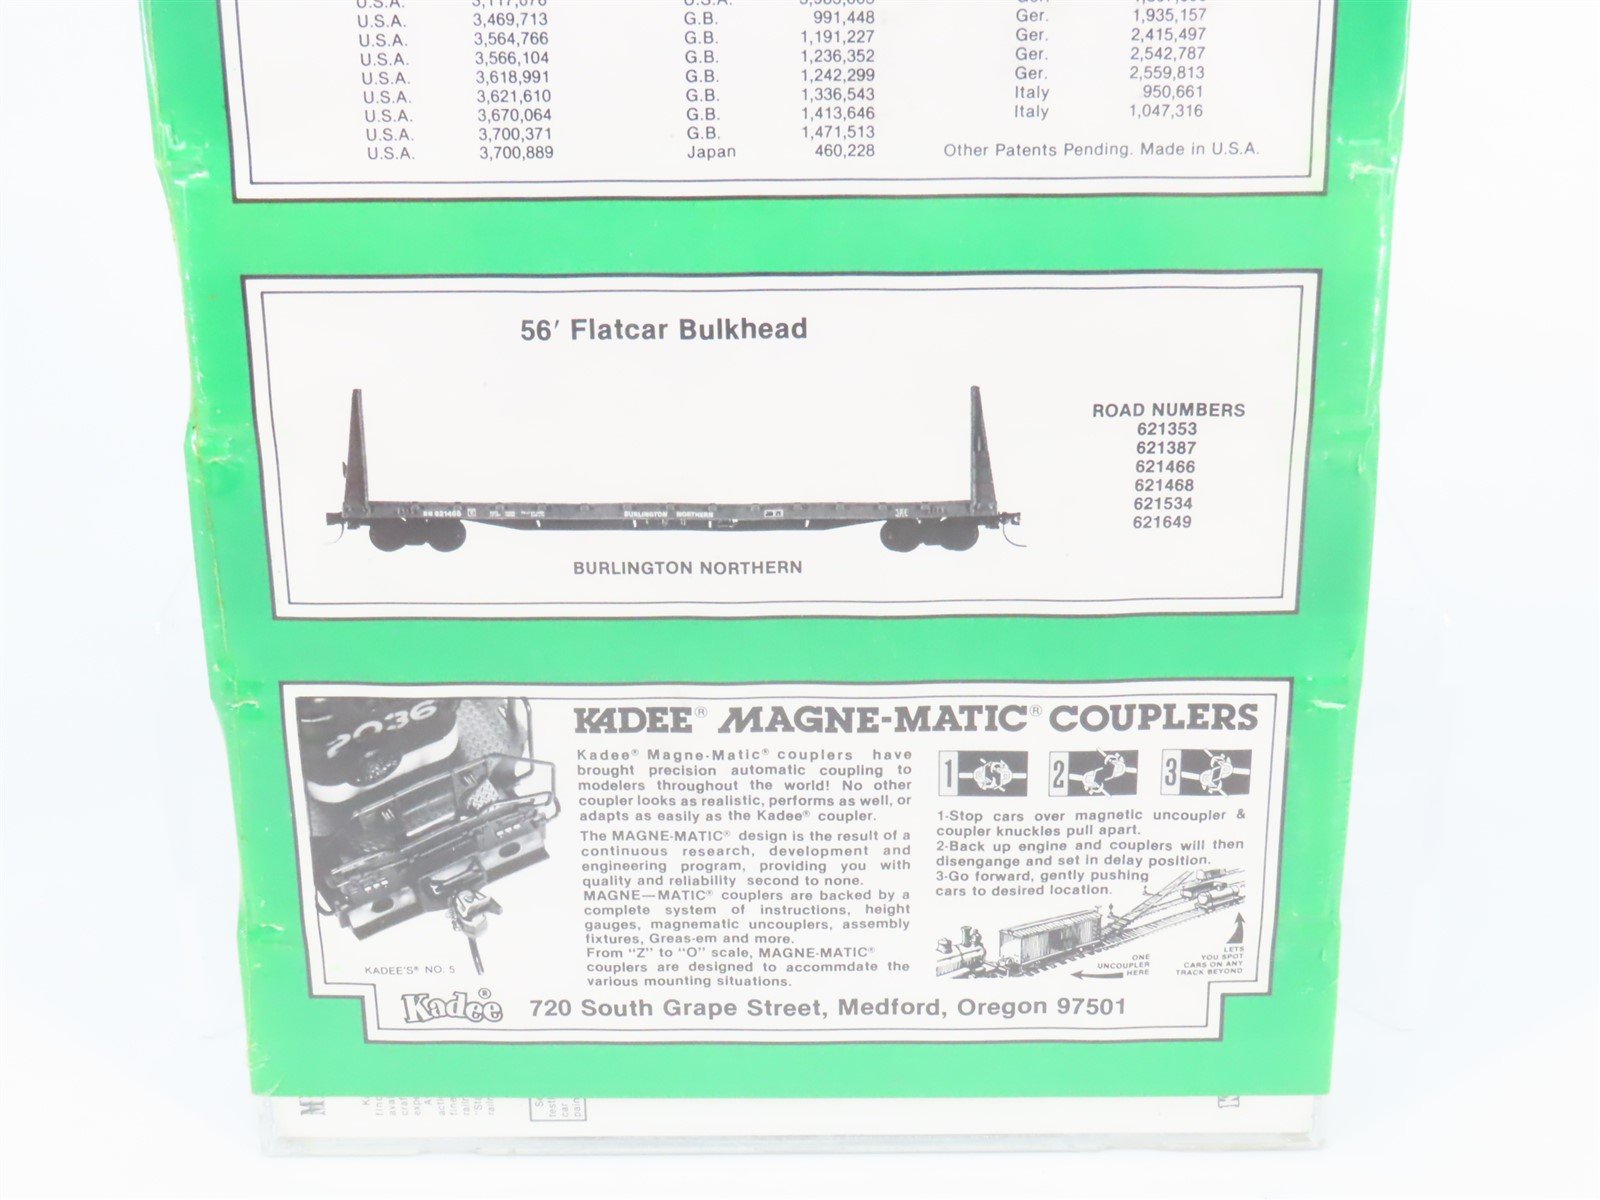 U.S.A. 3,469,713 G.B. 991,448 Ger. 1,935,157
U.S.A. 3,564,766 G.B. 1,191,227 Ger. 2,415,497
U.S.A. 3,566,104 G.B. 1,236,352 Ger. 2,542,787
U.S.A. 3,618,991 G.B. 1,242,299 Ger. 2,559,813
U.S.A. 3,621,610 G.B. 1,336,543 Italy 950,661
U.S.A. 3,670,064 G.B. 1,413,646 Italy 1,047,316
U.S.A. 3,700,371 G.B. 1,471,513
U.S.A. 3,700,889 Japan 460,228 Other Patents Pending. Made in U.S.A.
56' Flatcar Bulkhead
ROAD NUMBERS
621353
621387
621466
621468
621534
621649
BN 621468 BURLINGTON NORTHERN
BURLINGTON NORTHERN
2036
KADEE'S® NO. 5
KADEE® MAGNE-MATIC® COUPLERS
Kadee® Magne-Matic® couplers have
brought precision automatic coupling to
modelers throughout the world! No other
coupler looks as realistic, performs as well, or
adapts as easily as the Kadee® coupler.
The MAGNE-MATIC® design is the result of a
continuous research, development and
engineering program, providing you with
quality and reliability second to none.
MAGNE—MATIC® couplers are backed by a
complete system of instructions, height
gauges, magnematic uncouplers, assembly
fixtures, Greas-em and more.
From "Z" to "O" scale, MAGNE-MATIC®
couplers are designed to accommdate the
various mounting situations.
1 2 3
1-Stop cars over magnetic uncoupler &
coupler knuckles pull apart.
2-Back up engine and couplers will then
disengange and set in delay position.
3-Go forward, gently pushing
cars to desired location.
ONE
UNCOUPLER
HERE
LETS
YOU SPOT
CARS ON ANY
TRACK BEYOND
Kadee® 720 South Grape Street, Medford, Oregon 97501